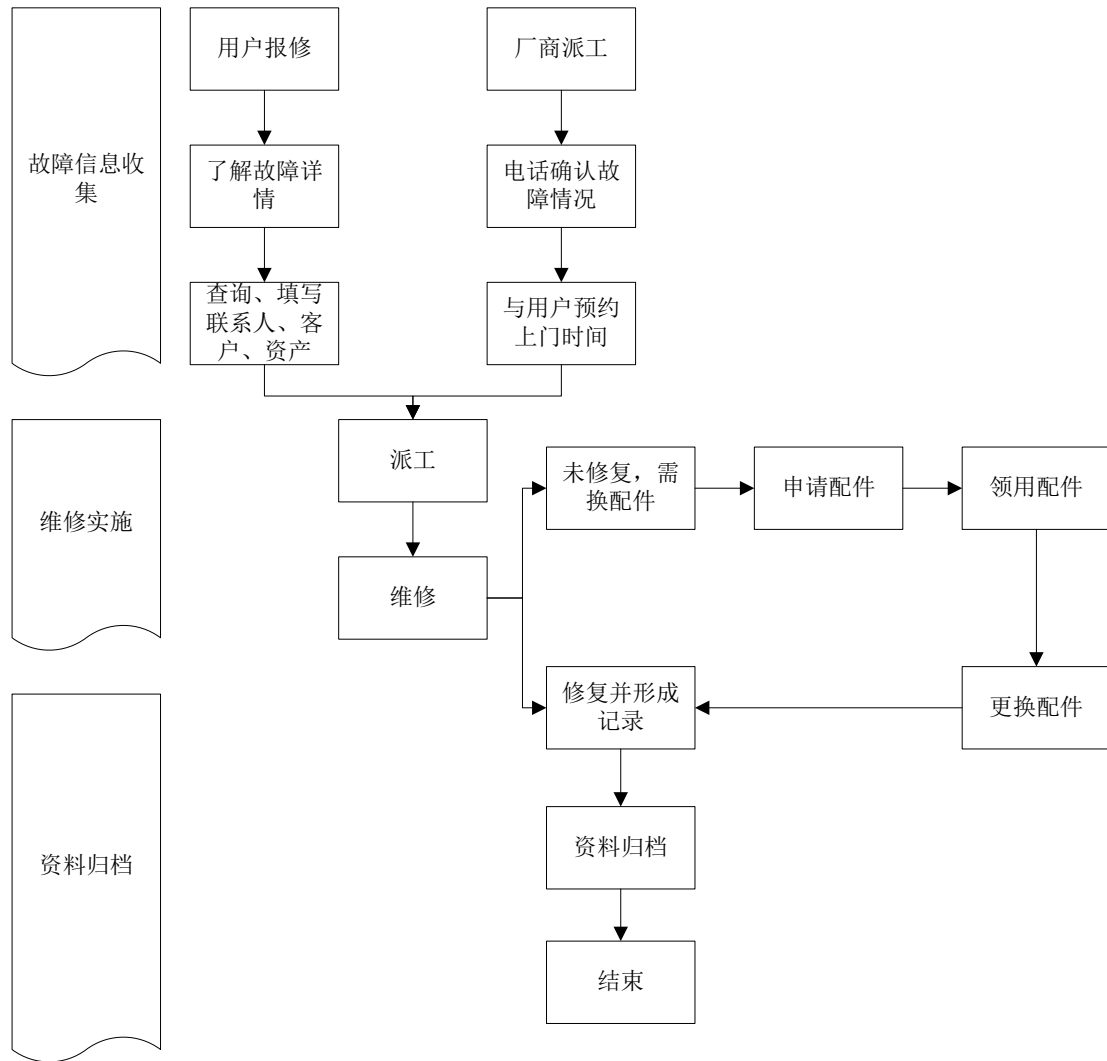 用户报修
厂商派工
故障信息收
集
了解故障详
情
电话确认故
障情况
查询、填写
联系人、客
户、资产
与用户预约
上门时间
维修实施
派工
未修复，需
换配件
申请配件
领用配件
维修
资料归档
修复并形成
记录
更换配件
资料归档
结束